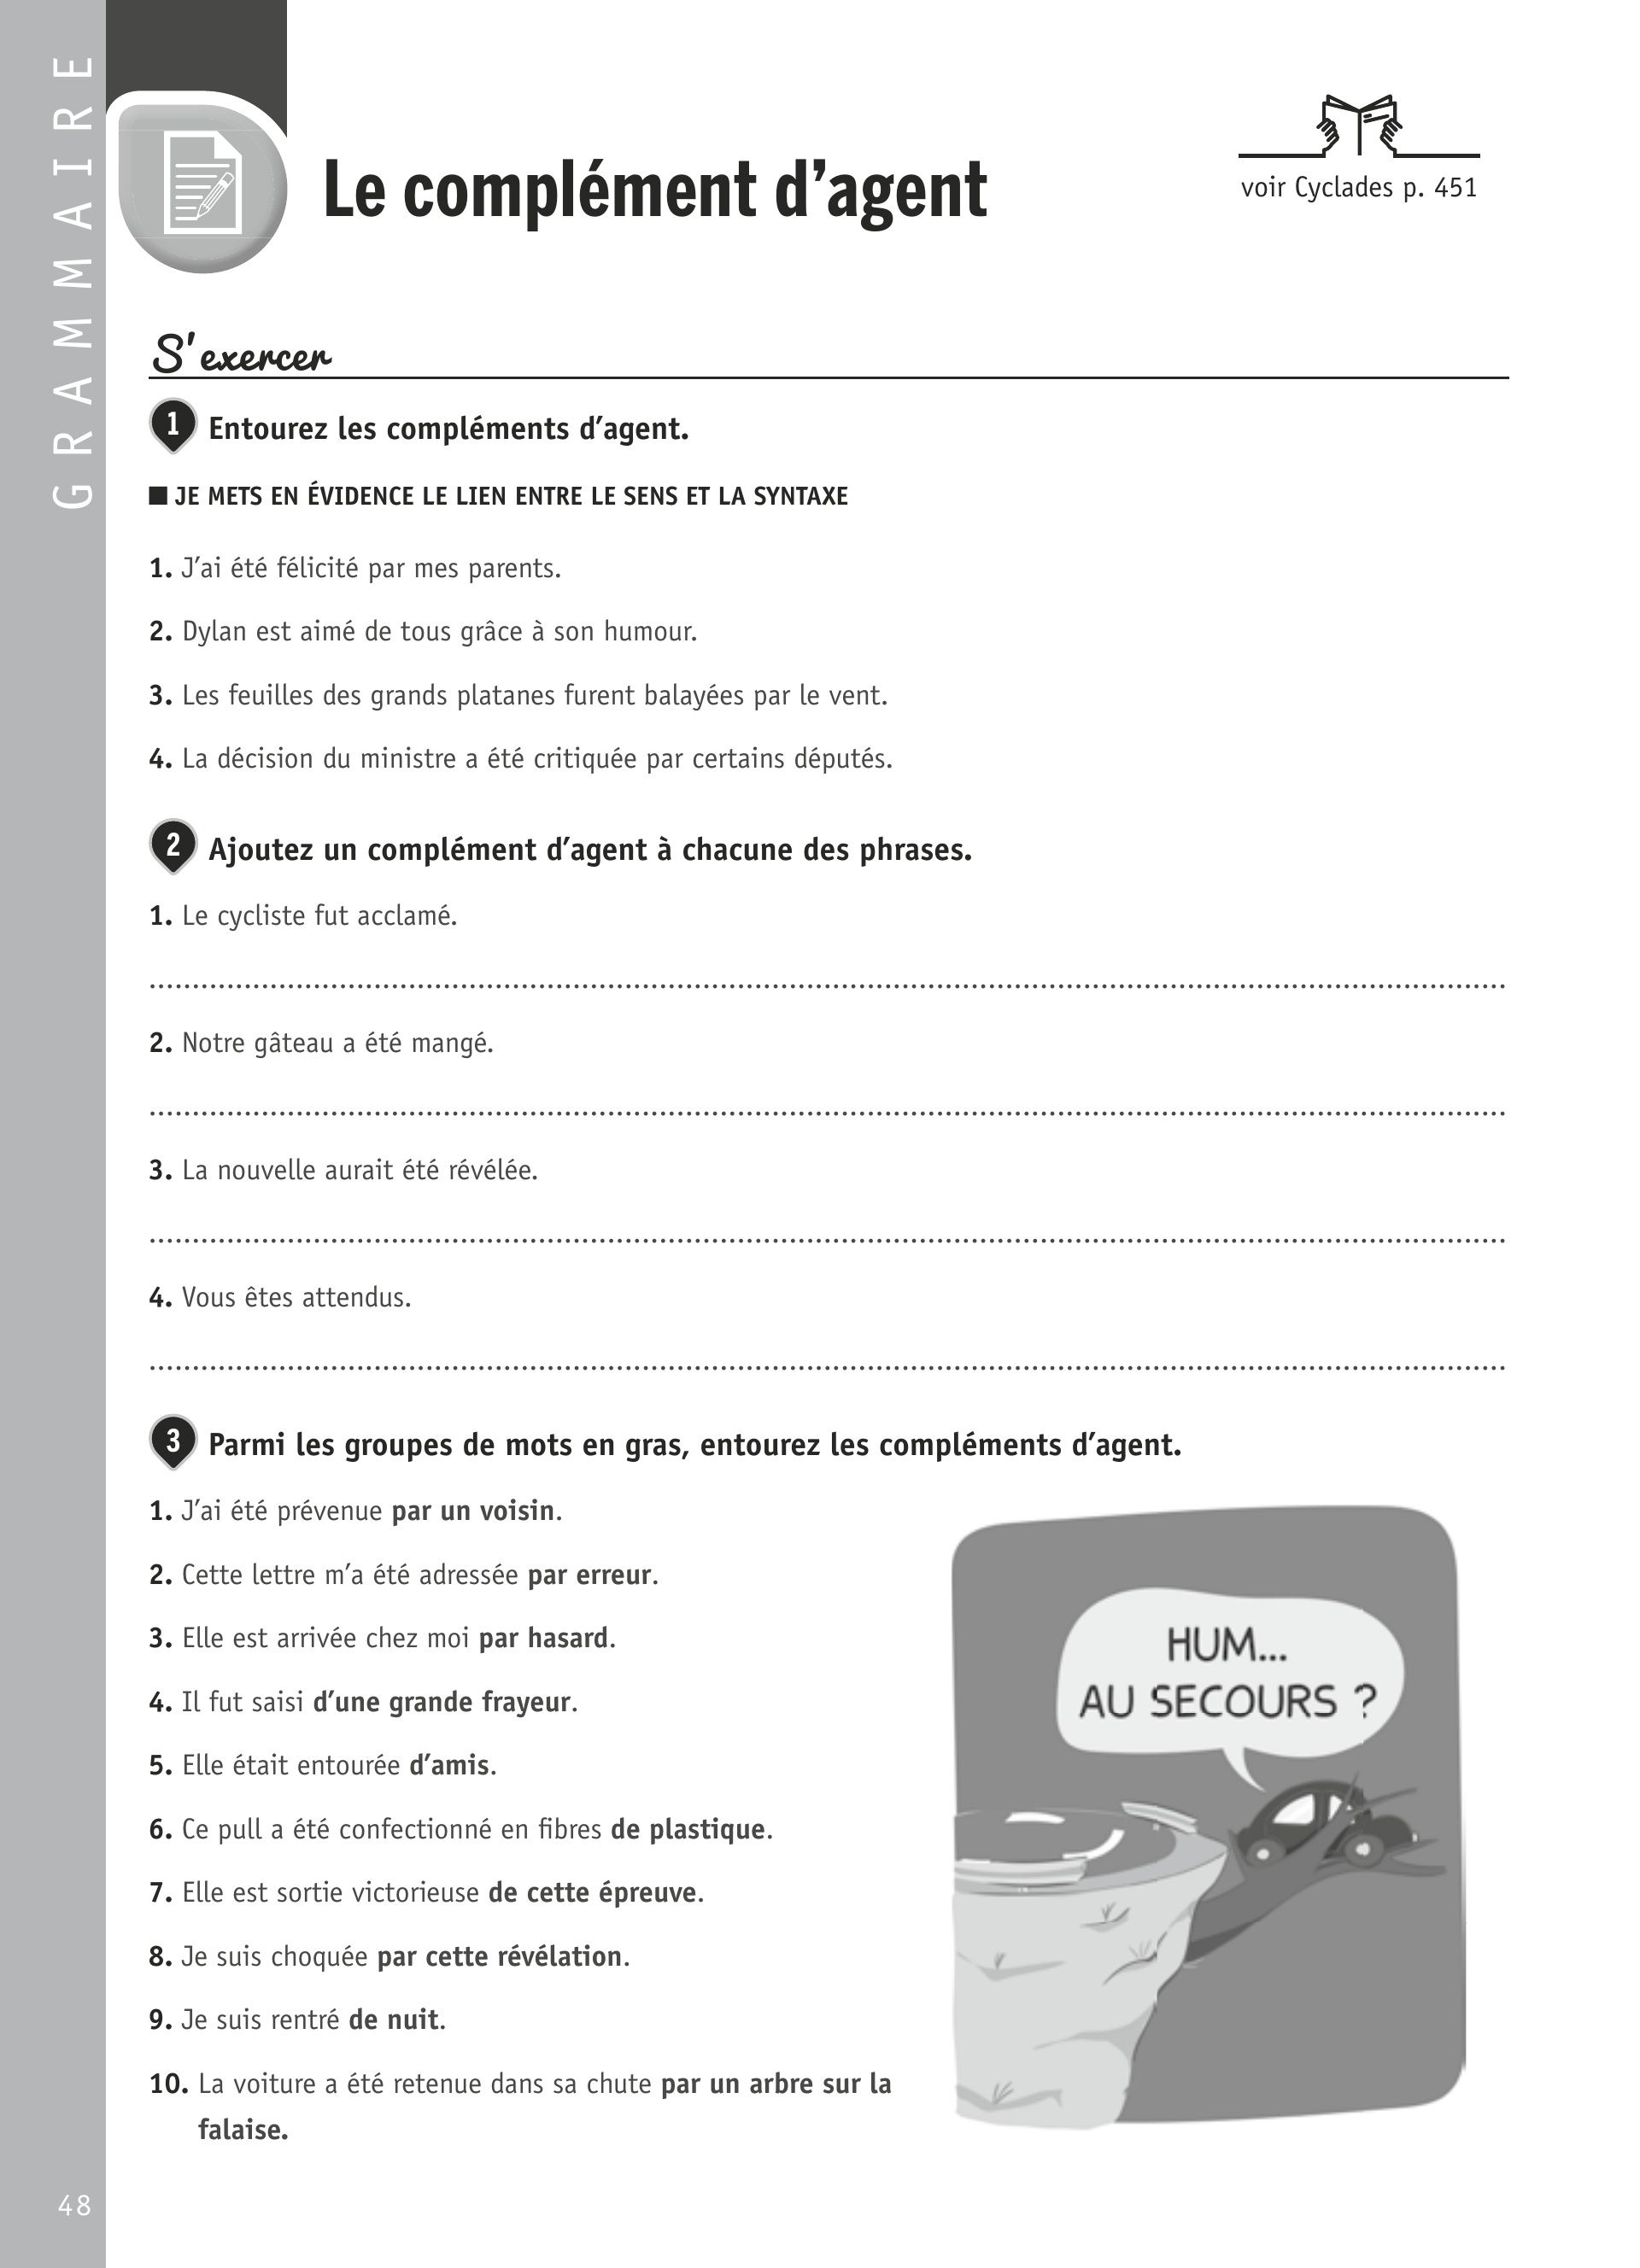 GRAMMAIRE
Le complément d’agent
voir Cyclades p. 451
S’exercer
1 Entourez les compléments d’agent.
■ JE METS EN ÉVIDENCE LE LIEN ENTRE LE SENS ET LA SYNTAXE
1. J’ai été félicité par mes parents.
2. Dylan est aimé de tous grâce à son humour.
3. Les feuilles des grands platanes furent balayées par le vent.
4. La décision du ministre a été critiquée par certains députés.
2 Ajoutez un complément d’agent à chacune des phrases.
1. Le cycliste fut acclamé.
2. Notre gâteau a été mangé.
3. La nouvelle aurait été révélée.
4. Vous êtes attendus.
3 Parmi les groupes de mots en gras, entourez les compléments d’agent.
1. J’ai été prévenue par un voisin.
2. Cette lettre m’a été adressée par erreur.
3. Elle est arrivée chez moi par hasard.
4. Il fut saisi d’une grande frayeur.
5. Elle était entourée d’amis.
6. Ce pull a été confectionné en fibres de plastique.
7. Elle est sortie victorieuse de cette épreuve.
8. Je suis choquée par cette révélation.
9. Je suis rentré de nuit.
10. La voiture a été retenue dans sa chute par un arbre sur la
falaise.
HUM...
AU SECOURS ?
48